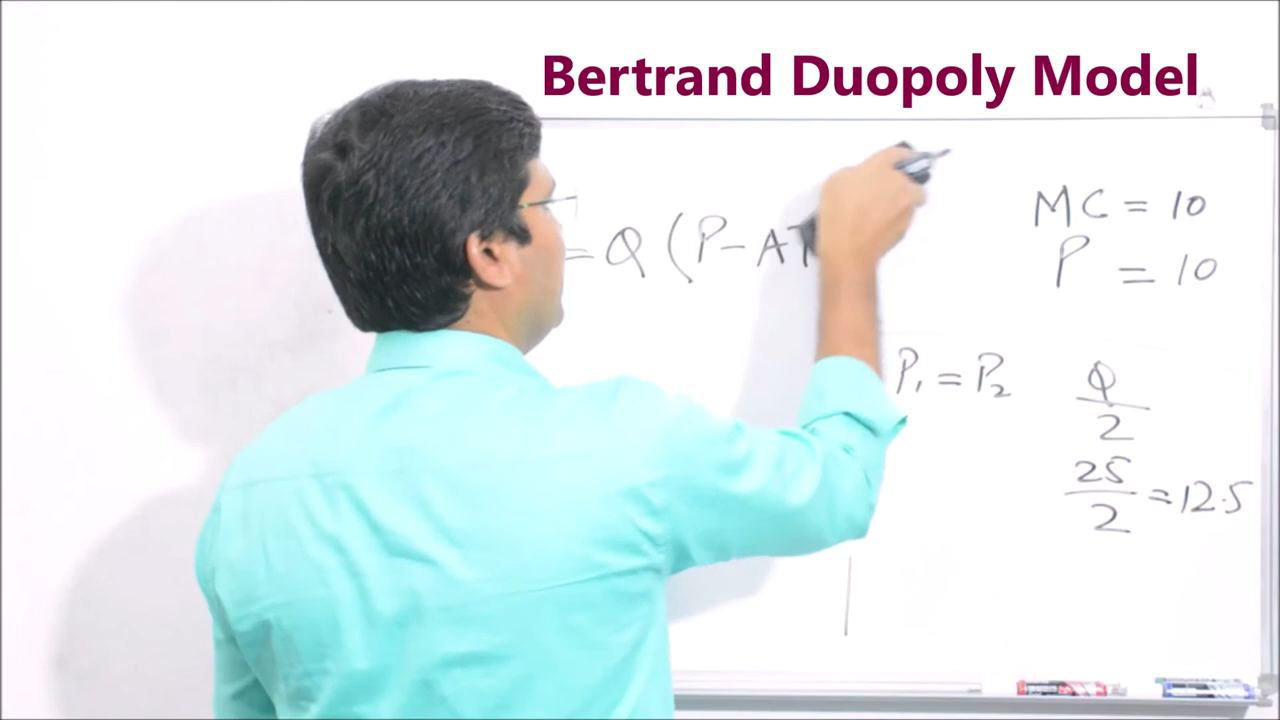 Bertrand Duopoly Model
= Q (P - AT
MC = 10
P = 10
P₁ = P₂
Q
2
25
2
= 12.5